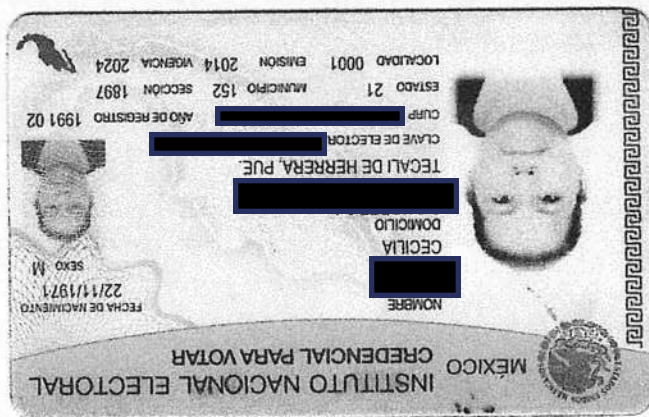 MÉXICO
INSTITUTO NACIONAL ELECTORAL
CREDENCIAL PARA VOTAR
NOMBRE
CECILIA
FECHA DE NACIMIENTO
22/11/1971
SEXO M
DOMICILIO
TECALI DE HERRERA, PUE.
CLAVE DE ELECTOR
CURP
AÑO DE REGISTRO 1991 02
ESTADO 21 MUNICIPIO 152 SECCIÓN 1897
LOCALIDAD 0001 EMISIÓN 2014 VIGENCIA 2024